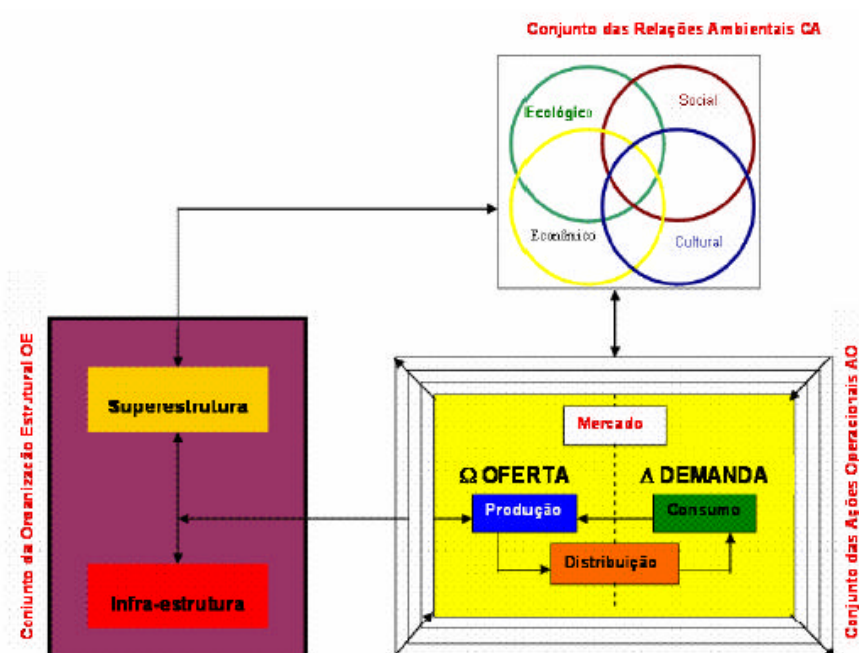 Conjunto das Relações Ambientais CA
Ecológico
Social
Econômico
Cultural
Conjunto da Organização Estrutural OE
Superestrutura
Infra-estrutura
Mercado
Ω OFERTA
Δ DEMANDA
Produção
Consumo
Distribuição
Conjunto das Ações Operacionais AO